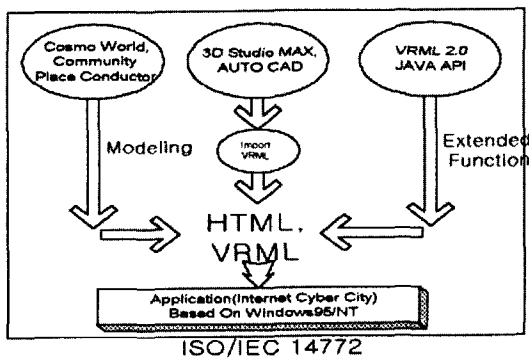 Cosmo World,
Community
Place Conductor
3D Studio MAX,
AUTO CAD
VRML 2.0
JAVA API
Modeling
Import
VRML
Extended
Function
HTML,
VRML
Application(Internet Cyber City)
Based On Windows95/NT
ISO/IEC 14772